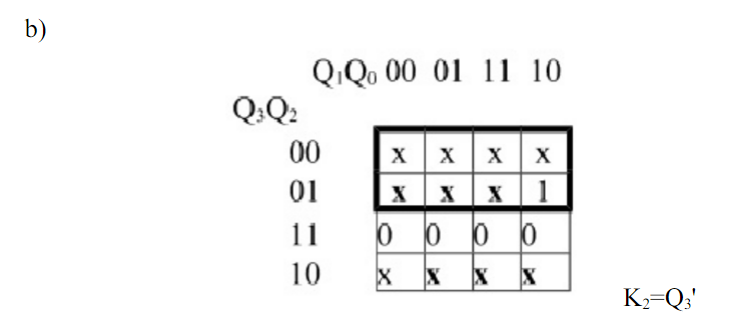 b)
Q₁Q₀ 00 01 11 10
Q₃Q₂
00 x x x x
01 x x x 1
11 0 0 0 0
10 x x x x
K₂=Q₃'